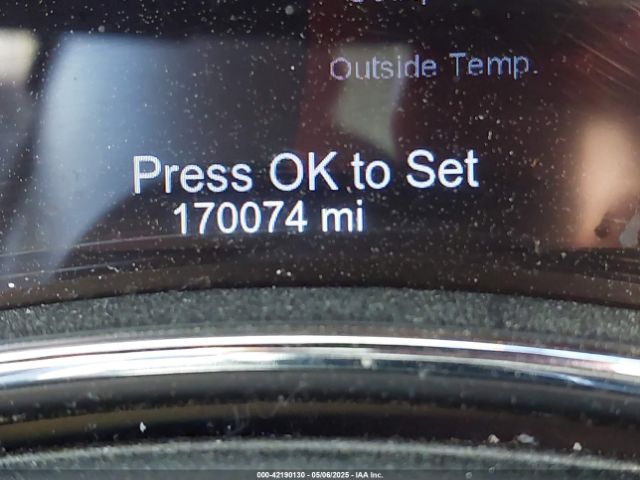 Outside Temp.
Press OK to Set
170074 mi
000-42190130 - 05/06/2025 - IAA Inc.